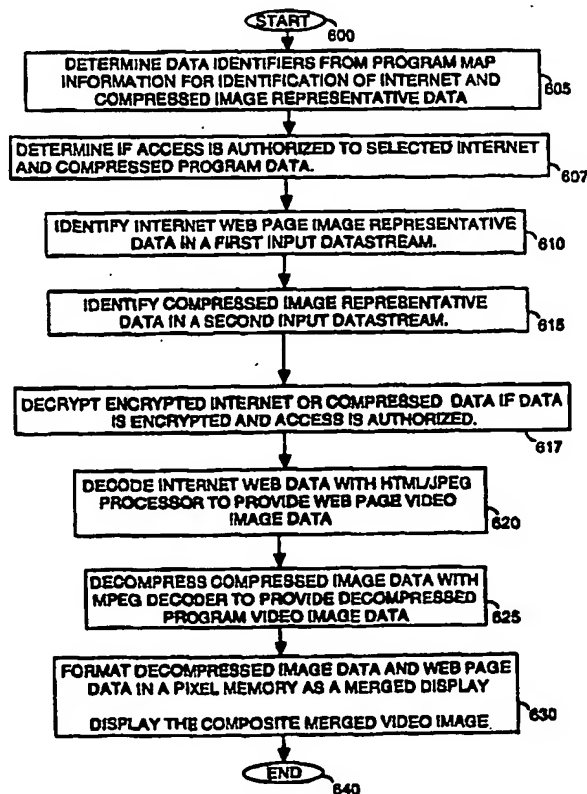 START
600
DETERMINE DATA IDENTIFIERS FROM PROGRAM MAP
INFORMATION FOR IDENTIFICATION OF INTERNET AND
COMPRESSED IMAGE REPRESENTATIVE DATA
605
DETERMINE IF ACCESS IS AUTHORIZED TO SELECTED INTERNET
AND COMPRESSED PROGRAM DATA.
607
IDENTIFY INTERNET WEB PAGE IMAGE REPRESENTATIVE
DATA IN A FIRST INPUT DATASTREAM.
610
IDENTIFY COMPRESSED IMAGE REPRESENTATIVE
DATA IN A SECOND INPUT DATASTREAM.
615
DECRYPT ENCRYPTED INTERNET OR COMPRESSED DATA IF DATA
IS ENCRYPTED AND ACCESS IS AUTHORIZED.
617
DECODE INTERNET WEB DATA WITH HTML/JPEG
PROCESSOR TO PROVIDE WEB PAGE VIDEO
IMAGE DATA
620
DECOMPRESS COMPRESSED IMAGE DATA WITH
MPEG DECODER TO PROVIDE DECOMPRESSED
PROGRAM VIDEO IMAGE DATA
625
FORMAT DECOMPRESSED IMAGE DATA AND WEB PAGE
DATA IN A PIXEL MEMORY AS A MERGED DISPLAY
DISPLAY THE COMPOSITE MERGED VIDEO IMAGE
630
END
640